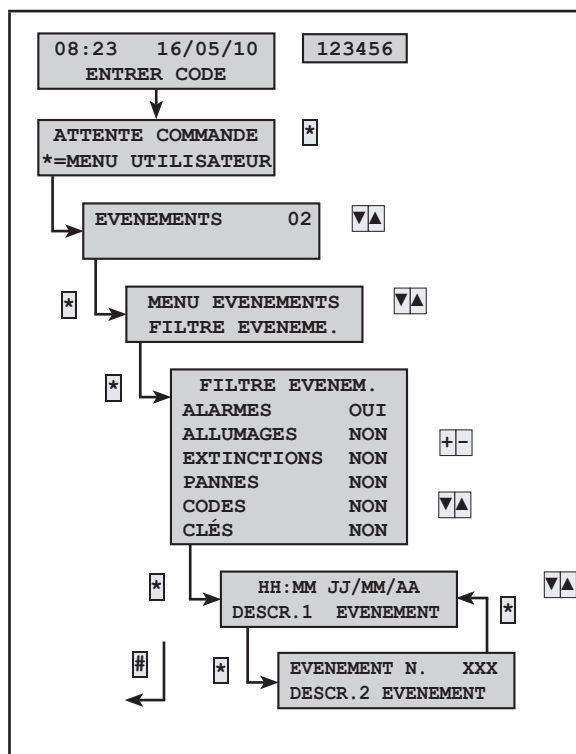 08:23 16/05/10
ENTRER CODE
123456
ATTENTE COMMANDE
*=MENU UTILISATEUR
*
EVENEMENTS 02
▼▲
*
MENU EVENEMENTS
FILTRE EVENEME.
▼▲
*
FILTRE EVENEM.
ALARMES OUI
ALLUMAGES NON
EXTINCTIONS NON
PANNES NON
CODES NON
CLÉS NON
+-
▼▲
*
HH:MM JJ/MM/AA
DESCR.1 EVENEMENT
▼▲
*
#
*
EVENEMENT N. XXX
DESCR.2 EVENEMENT